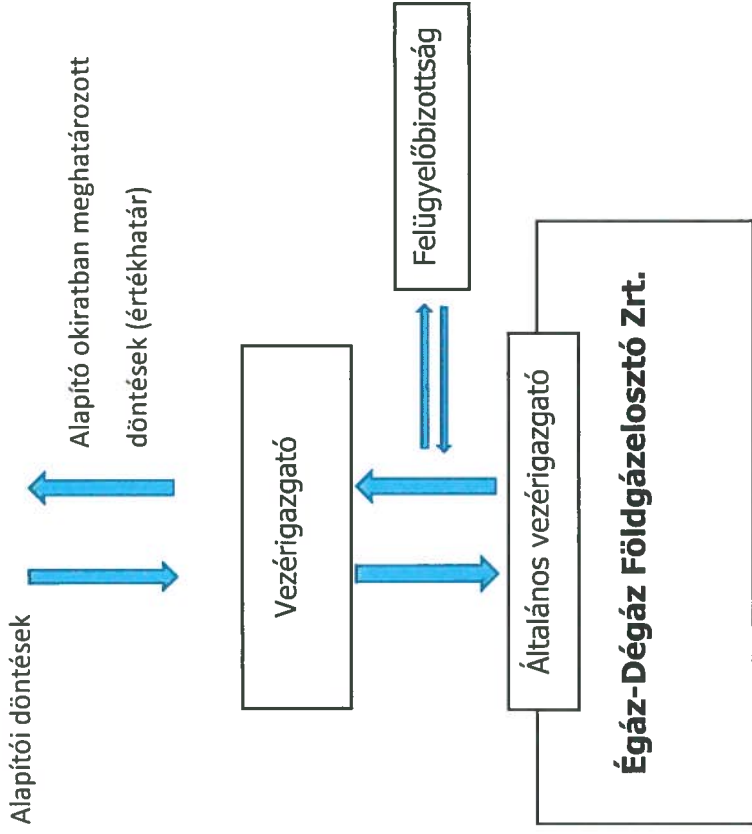 Alapítói döntések
Alapító okiratban meghatározott
döntések (értékhatár)
Vezérigazgató
Felügyelőbizottság
Általános vezérigazgató
Égáz-Dégáz Földgázelosztó Zrt.